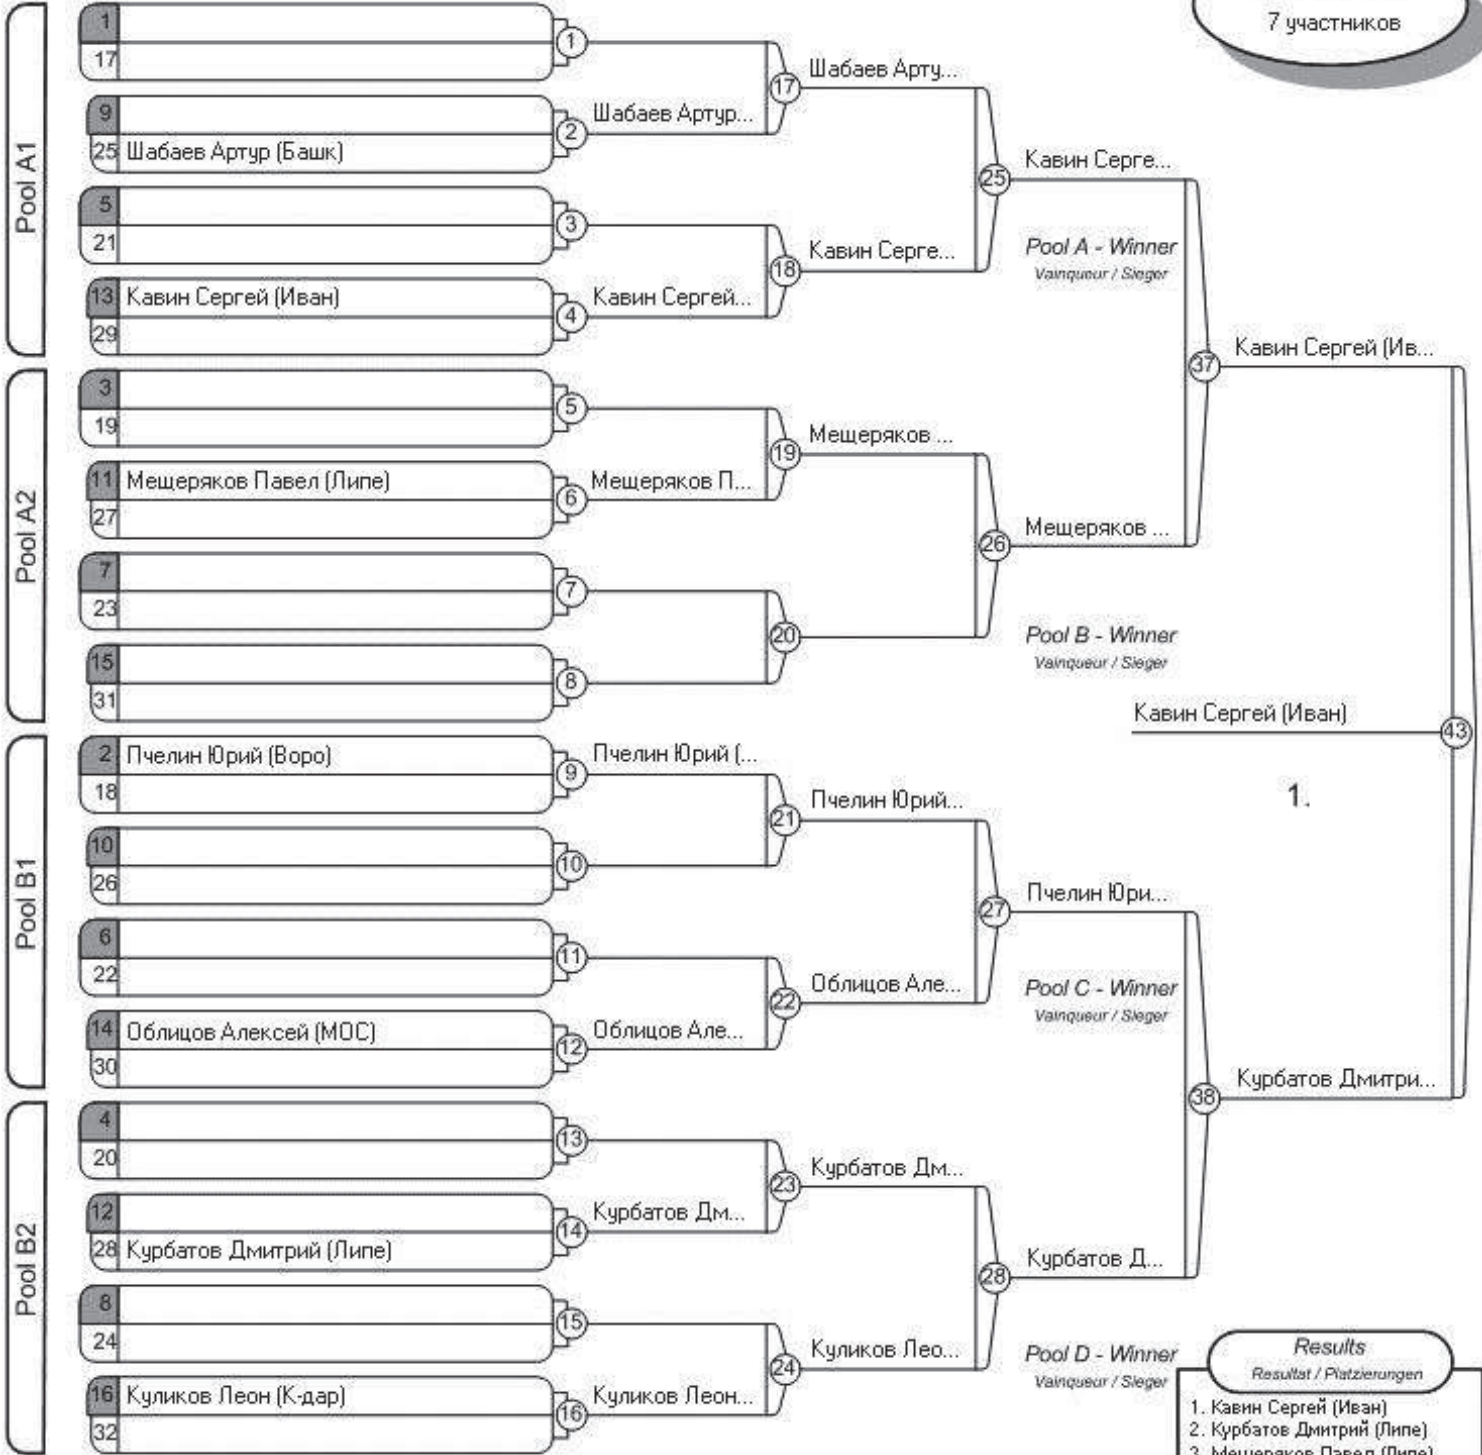 7 участников
Pool A1
1
17
1
9
25 Шабаев Артур (Башк)
2
Шабаев Артур...
17
Шабаев Арту...
5
21
3
13 Кавин Сергей (Иван)
29
4
Кавин Сергей...
18
Кавин Серге...
25
Кавин Серге...
Pool A - Winner
Vainqueur / Sieger
Pool A2
3
19
5
11 Мещеряков Павел (Липе)
27
6
Мещеряков П...
19
Мещеряков ...
7
23
7
15
31
8
20
26
Мещеряков ...
Pool B - Winner
Vainqueur / Sieger
37
Кавин Сергей (Ив...
Pool B1
2 Пчелин Юрий (Воро)
18
9
Пчелин Юрий (...
10
26
10
21
Пчелин Юрий...
6
22
11
14 Облицов Алексей (МОС)
30
12
Облицов Але...
22
Облицов Але...
27
Пчелин Юри...
Pool C - Winner
Vainqueur / Sieger
Pool B2
4
20
13
12
28 Курбатов Дмитрий (Липе)
14
Курбатов Дм...
23
Курбатов Дм...
8
24
15
16 Куликов Леон (К-дар)
32
16
Куликов Леон...
24
Куликов Лео...
28
Курбатов Д...
Pool D - Winner
Vainqueur / Sieger
38
Курбатов Дмитри...
Кавин Сергей (Иван)
43
1.
Results
Resultat / Platzierungen
1. Кавин Сергей (Иван)
2. Курбатов Дмитрий (Липе)
3. Мещеряков Павел (Липе)